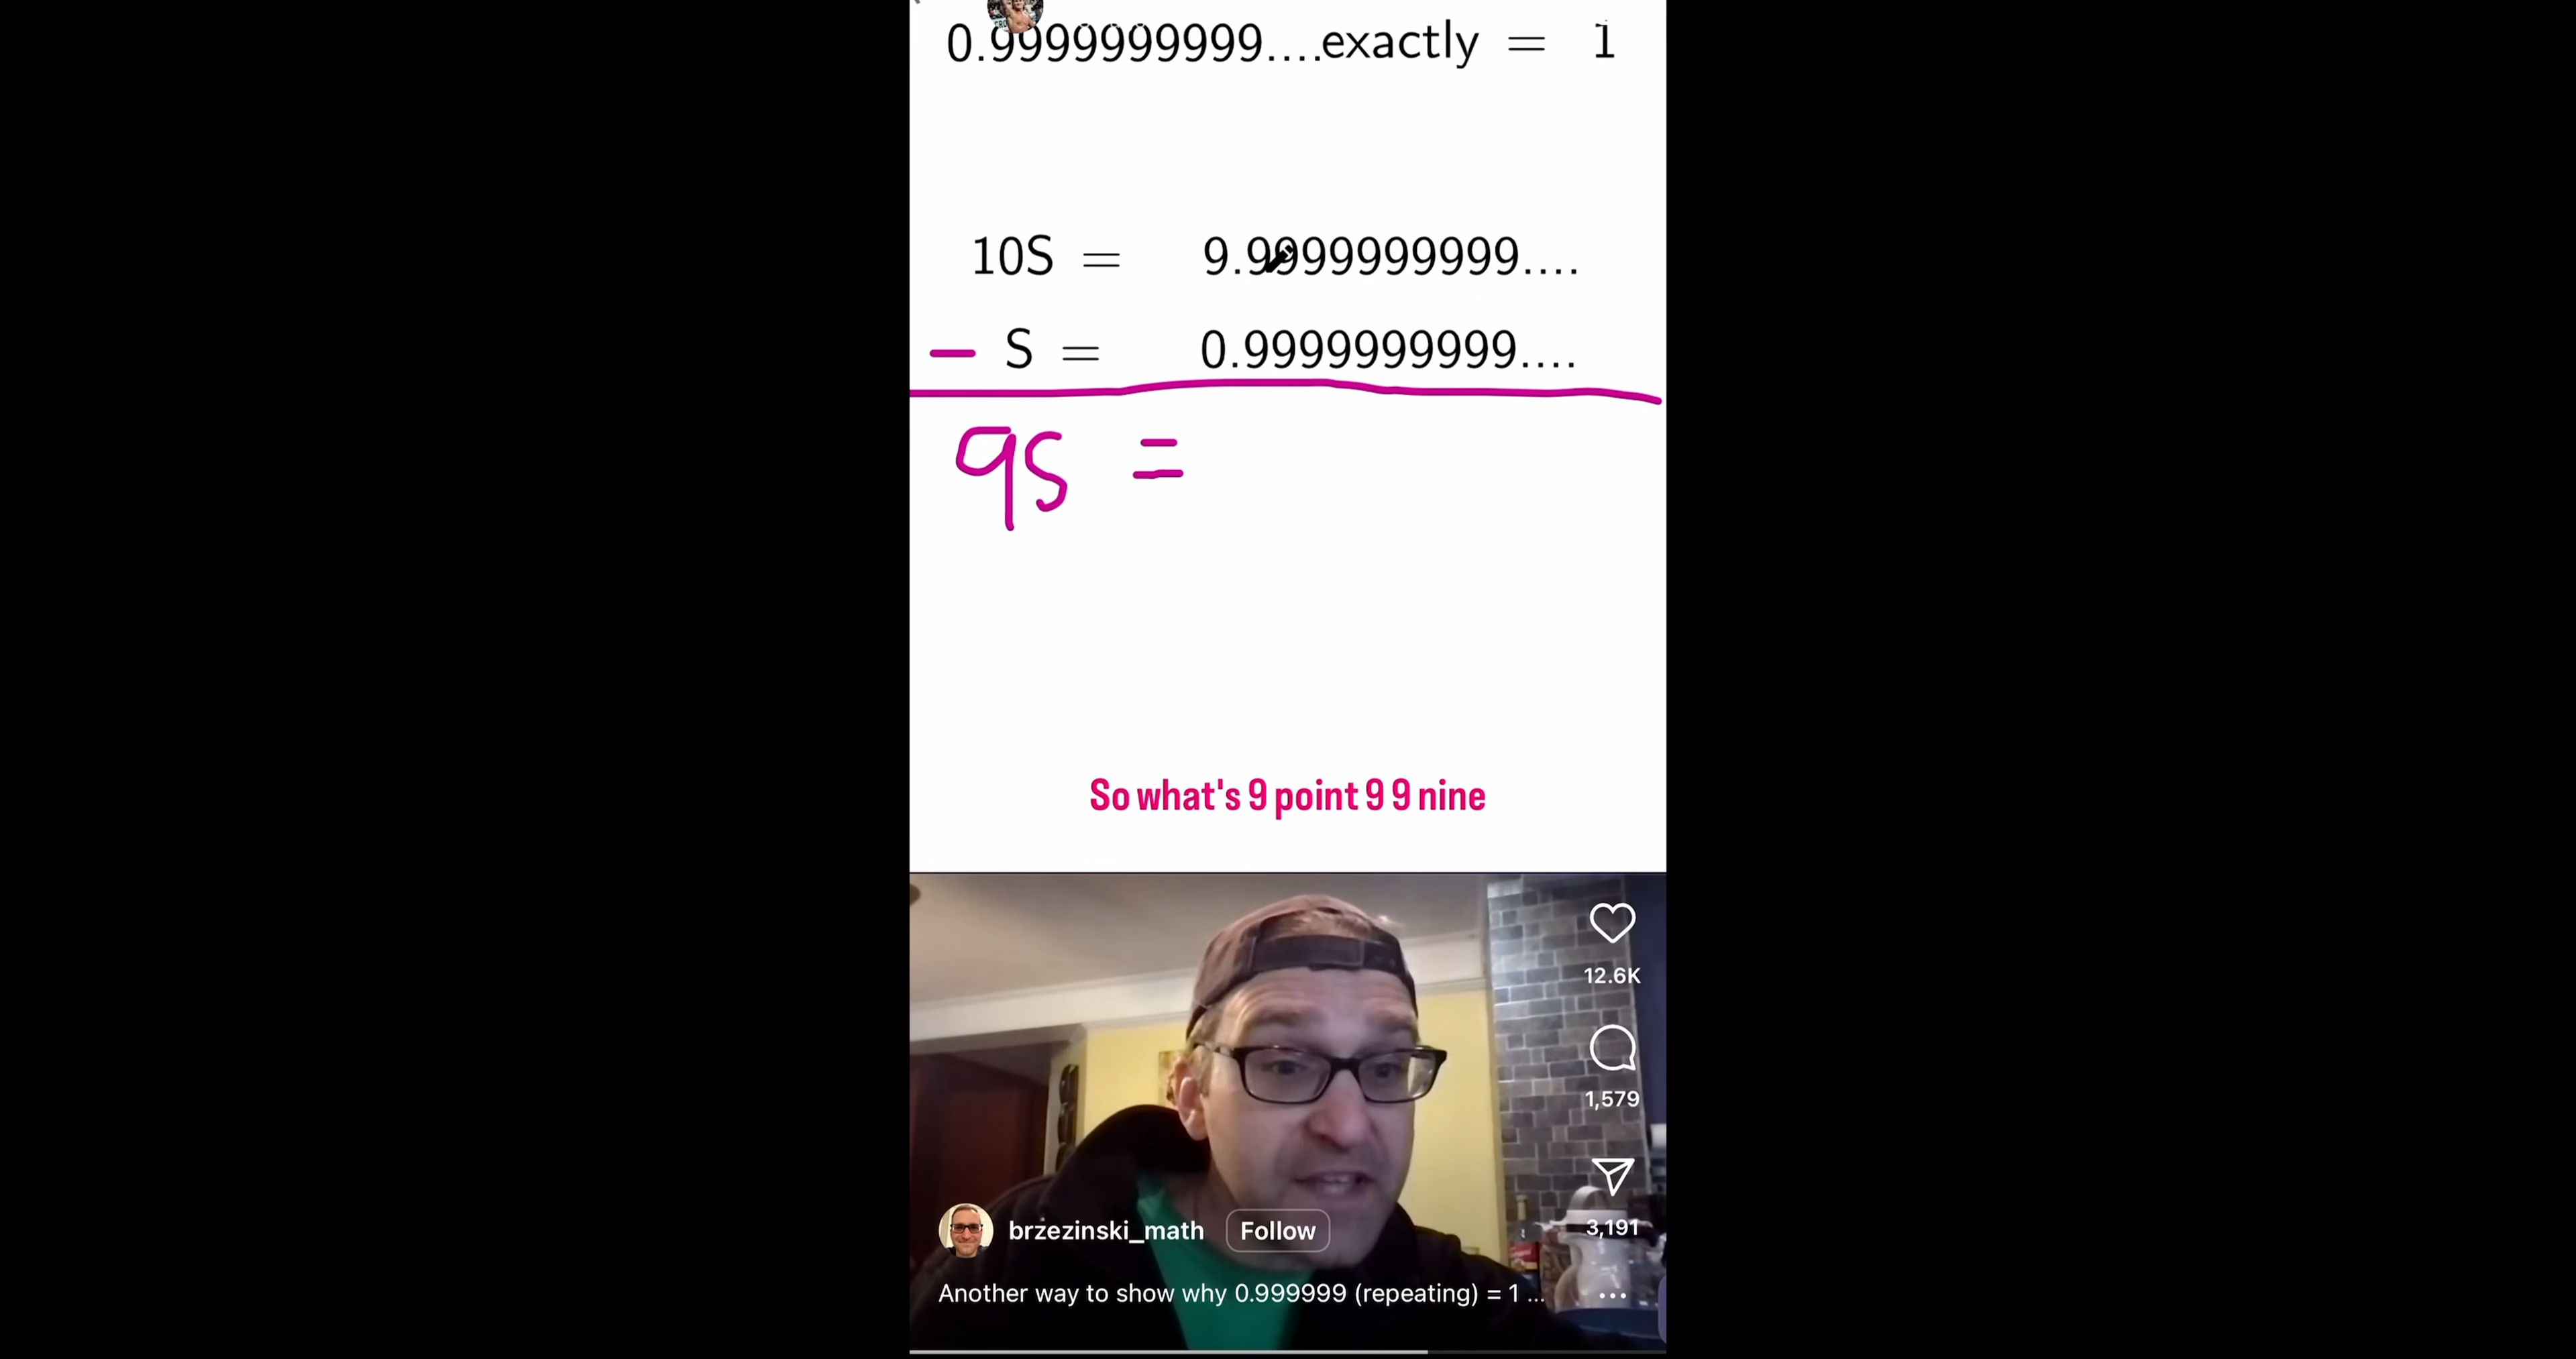 0.9999999999....exactly = 1
10S = 9.9999999999....
- S = 0.9999999999....
9S =
So what's 9 point 9 9 nine
12.6K
1,579
3,191
brzezinski_math Follow
Another way to show why 0.999999 (repeating) = 1 ...